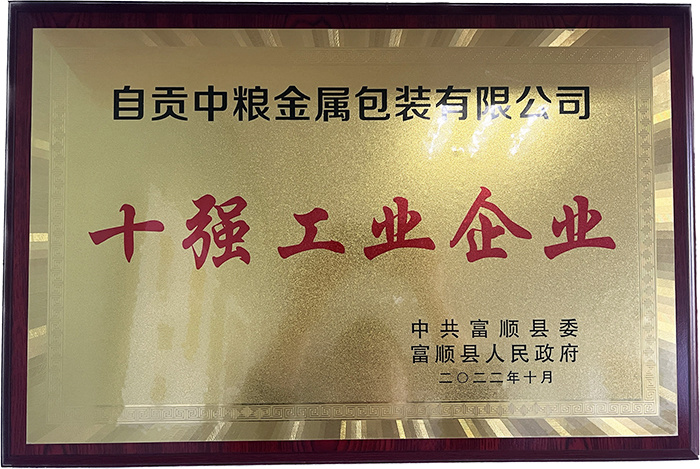 自贡中粮金属包装有限公司
十强工业企业
中共富顺县委
富顺县人民政府
二〇二二年十月